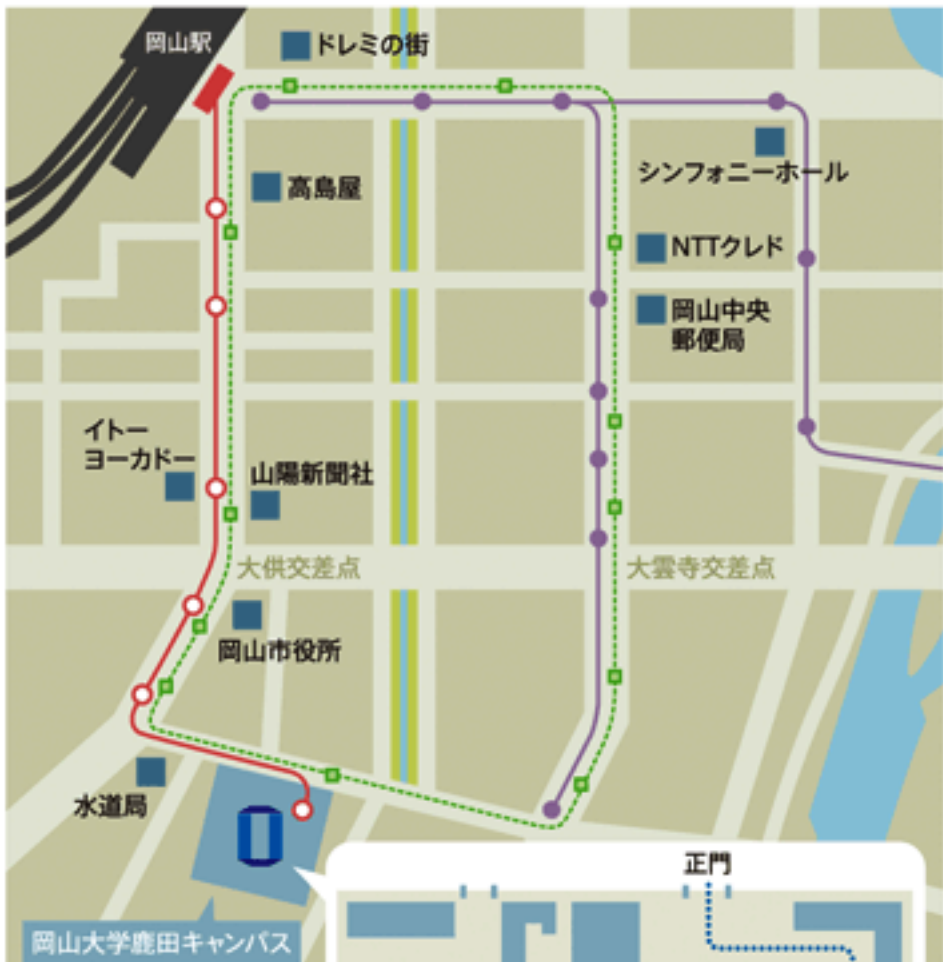 岡山駅
ドレミの街
高島屋
シンフォニーホール
NTTクレド
岡山中央
郵便局
イトー
ヨーカドー
山陽新聞社
大供交差点
大雲寺交差点
岡山市役所
水道局
正門
岡山大学鹿田キャンパス